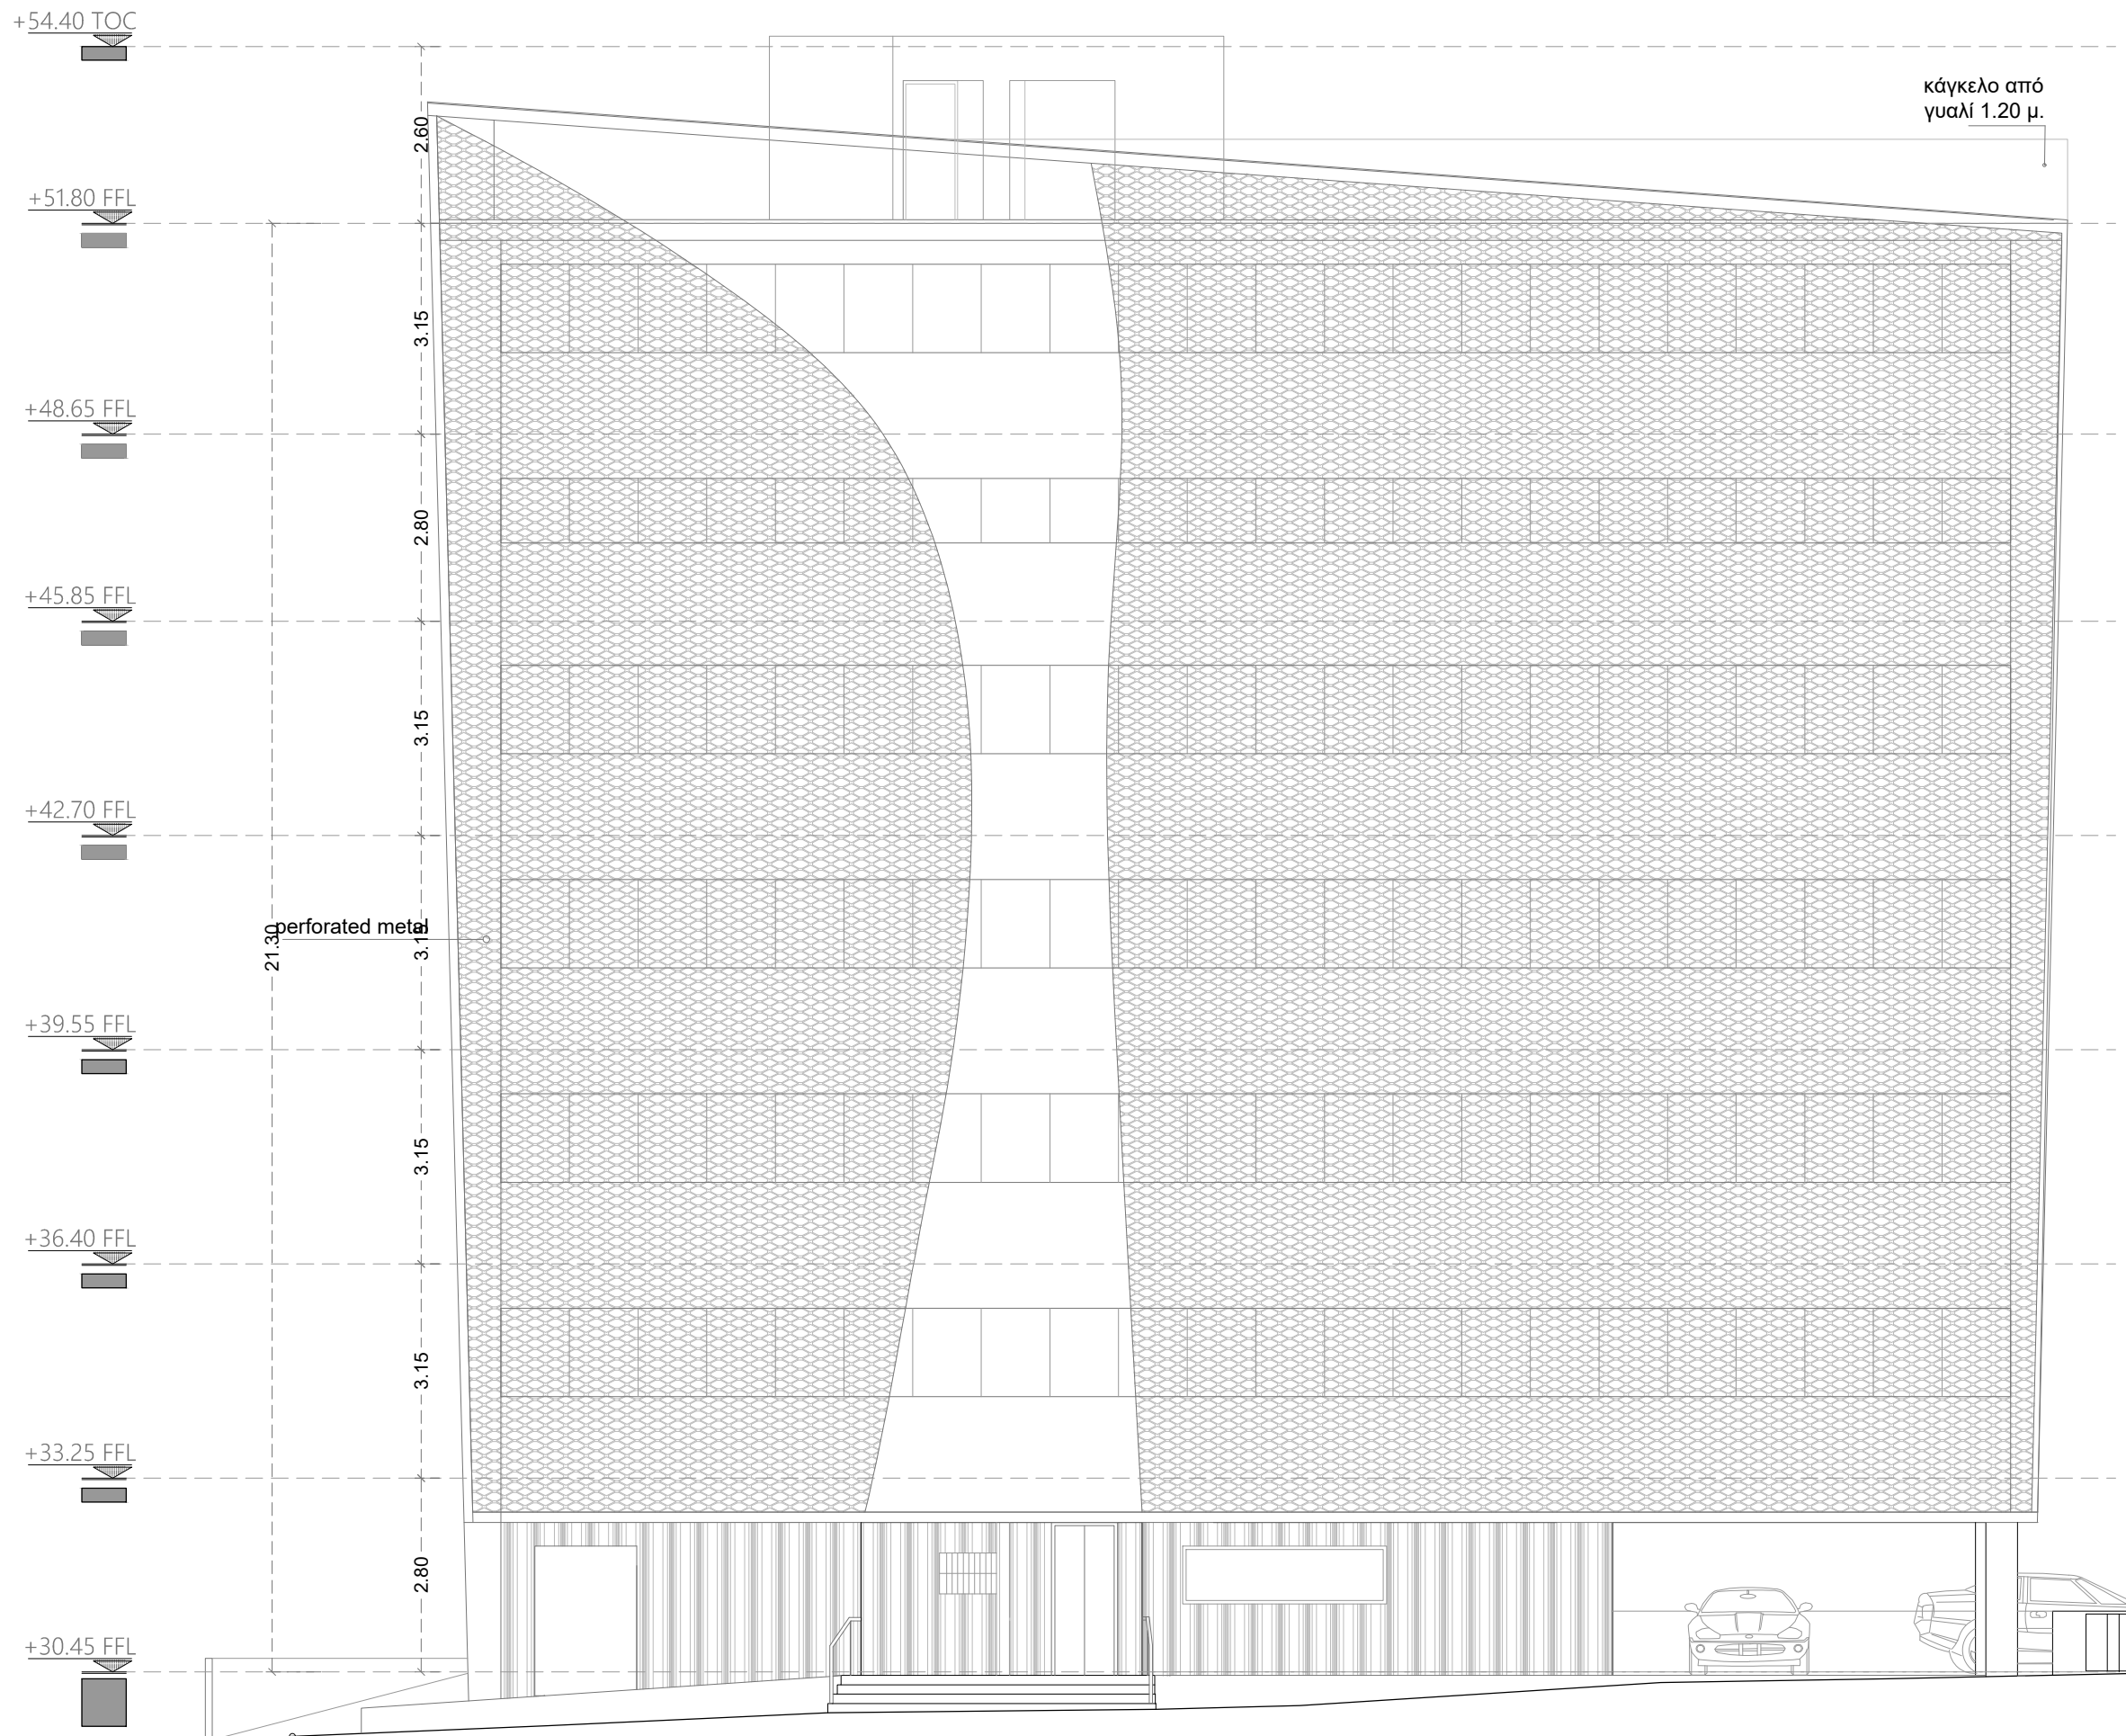 +54.40 TOC
κάγκελο από
γυαλί 1.20 μ.
2.60
+51.80 FFL
3.15
+48.65 FFL
2.80
+45.85 FFL
3.15
+42.70 FFL
perforated metal
3.15
21.30
+39.55 FFL
3.15
+36.40 FFL
3.15
+33.25 FFL
2.80
+30.45 FFL